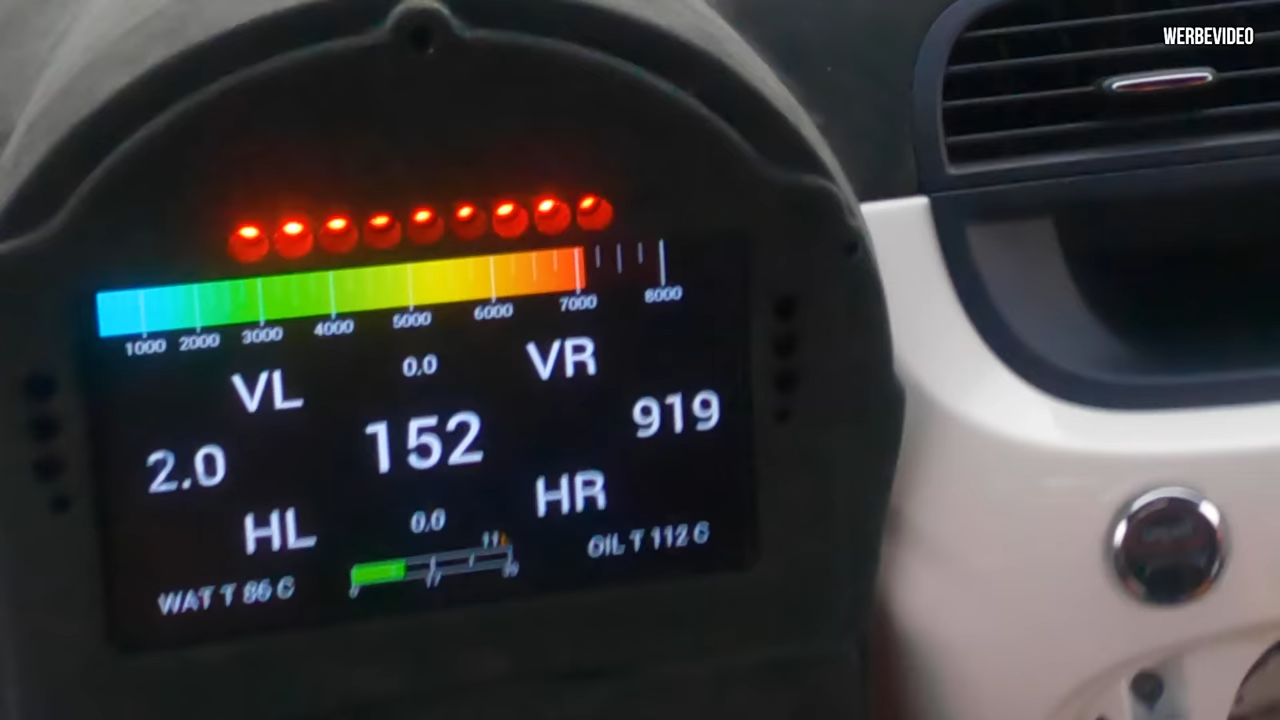 WERBEVIDEO
1000 2000 3000 4000 5000 6000 7000 8000
VL 0.0 VR
2.0 152 919
HL 0.0 HR
WAT T 86 C OIL T 112 C